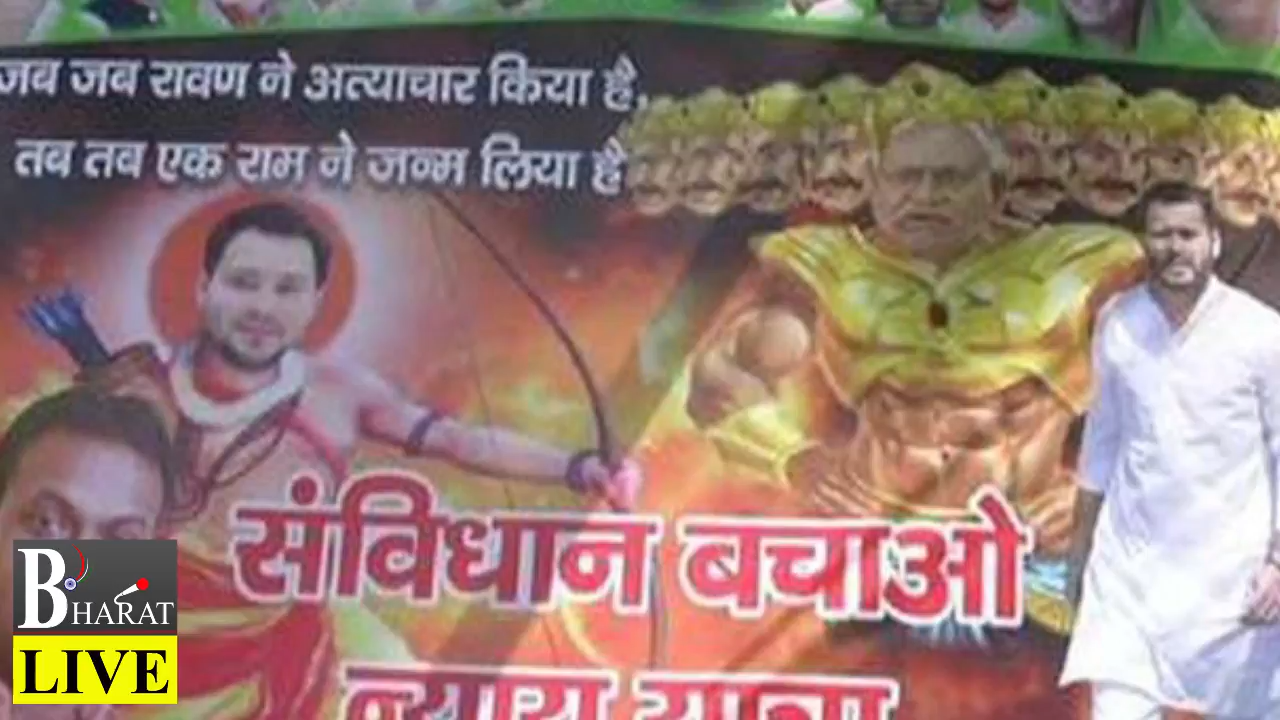 जब जब रावण ने अत्याचार किया है,
तब तब एक राम ने जन्म लिया है
संविधान बचाओ
न्याय यात्रा
BHARAT
LIVE